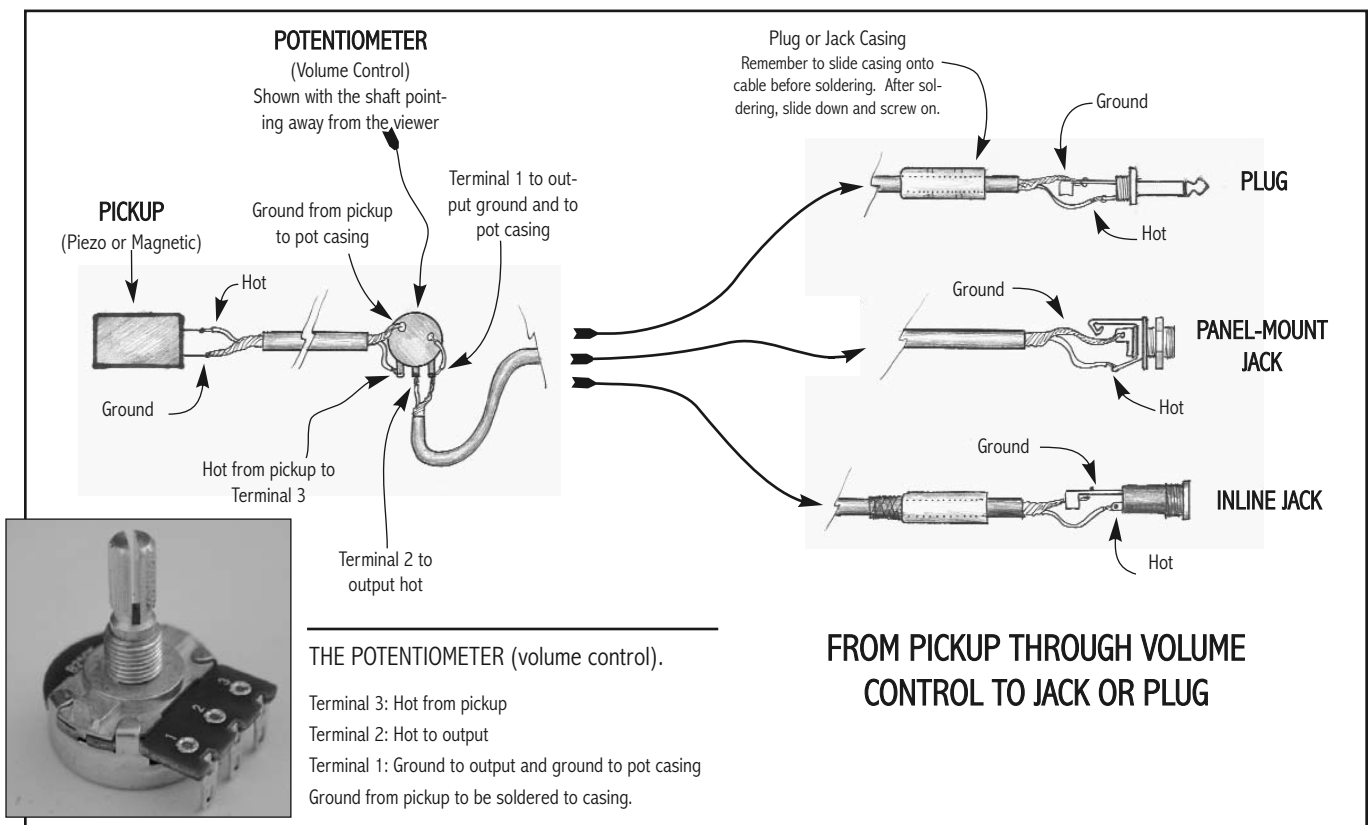 POTENTIOMETER
(Volume Control)
Shown with the shaft point-
ing away from the viewer
Plug or Jack Casing
Remember to slide casing onto
cable before soldering.  After sol-
dering, slide down and screw on.
Ground
PLUG
Hot
PICKUP
(Piezo or Magnetic)
Hot
Ground
Ground from pickup
to pot casing
Terminal 1 to out-
put ground and to
pot casing
Hot from pickup to
Terminal 3
Terminal 2 to
output hot
Ground
PANEL-MOUNT
JACK
Hot
Ground
INLINE JACK
Hot
1
2
3
THE POTENTIOMETER (volume control).
Terminal 3: Hot from pickup
Terminal 2: Hot to output
Terminal 1: Ground to output and ground to pot casing
Ground from pickup to be soldered to casing.
FROM PICKUP THROUGH VOLUME
CONTROL TO JACK OR PLUG